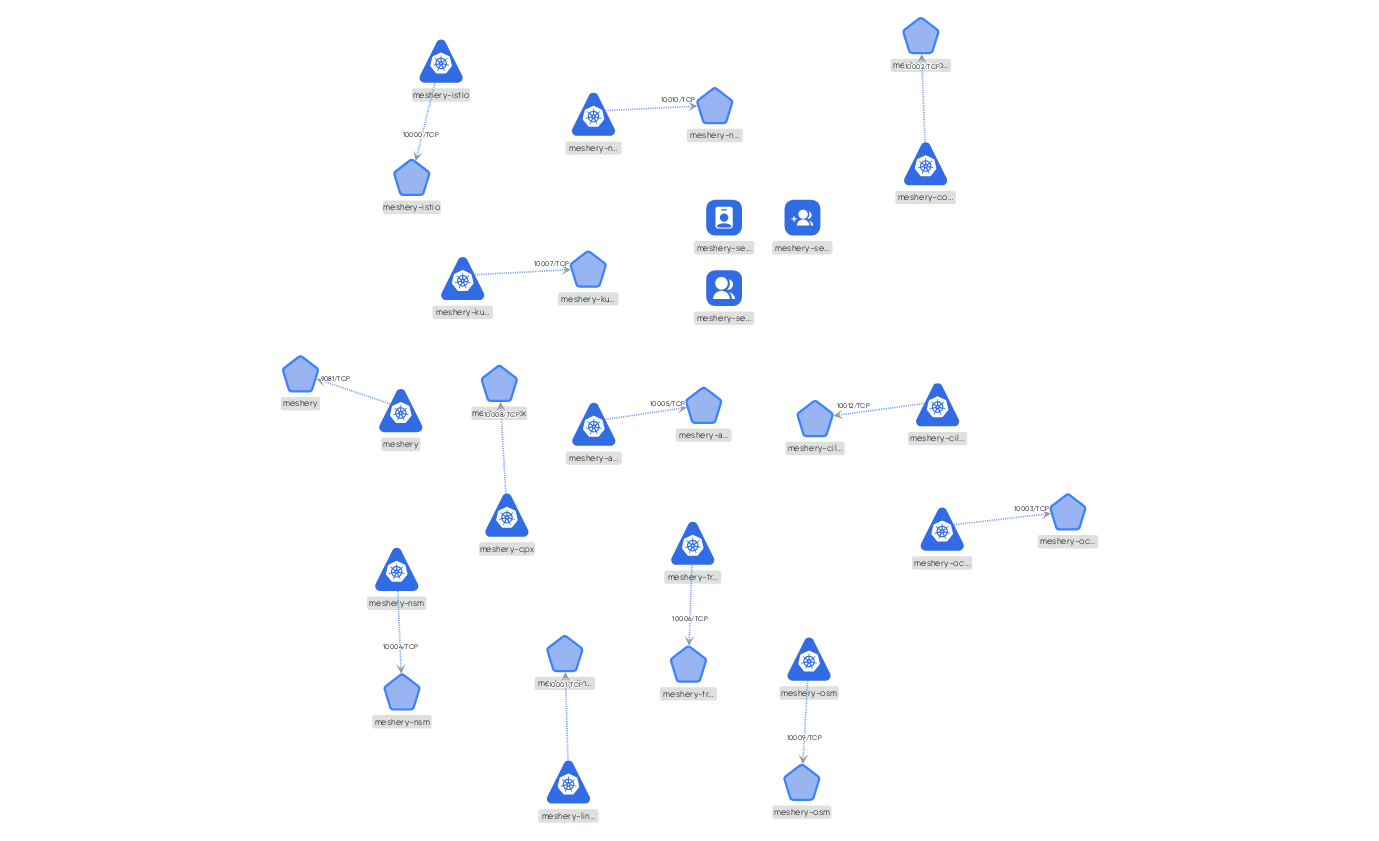 meshery-istio
10000/TCP
meshery-istio
10010/TCP
meshery-n...
meshery-n...
10002/TCP
meshery-co...
meshery-se...
meshery-se...
meshery-se...
10007/TCP
meshery-ku...
meshery-ku...
9081/TCP
meshery
meshery
10008/TCP
meshery-cpx
10005/TCP
meshery-a...
meshery-a...
10012/TCP
meshery-cil...
meshery-cil...
10003/TCP
meshery-oc...
meshery-oc...
meshery-nsm
10004/TCP
meshery-nsm
meshery-tr...
10006/TCP
meshery-tr...
10001/TCP
meshery-lin...
meshery-osm
10009/TCP
meshery-osm